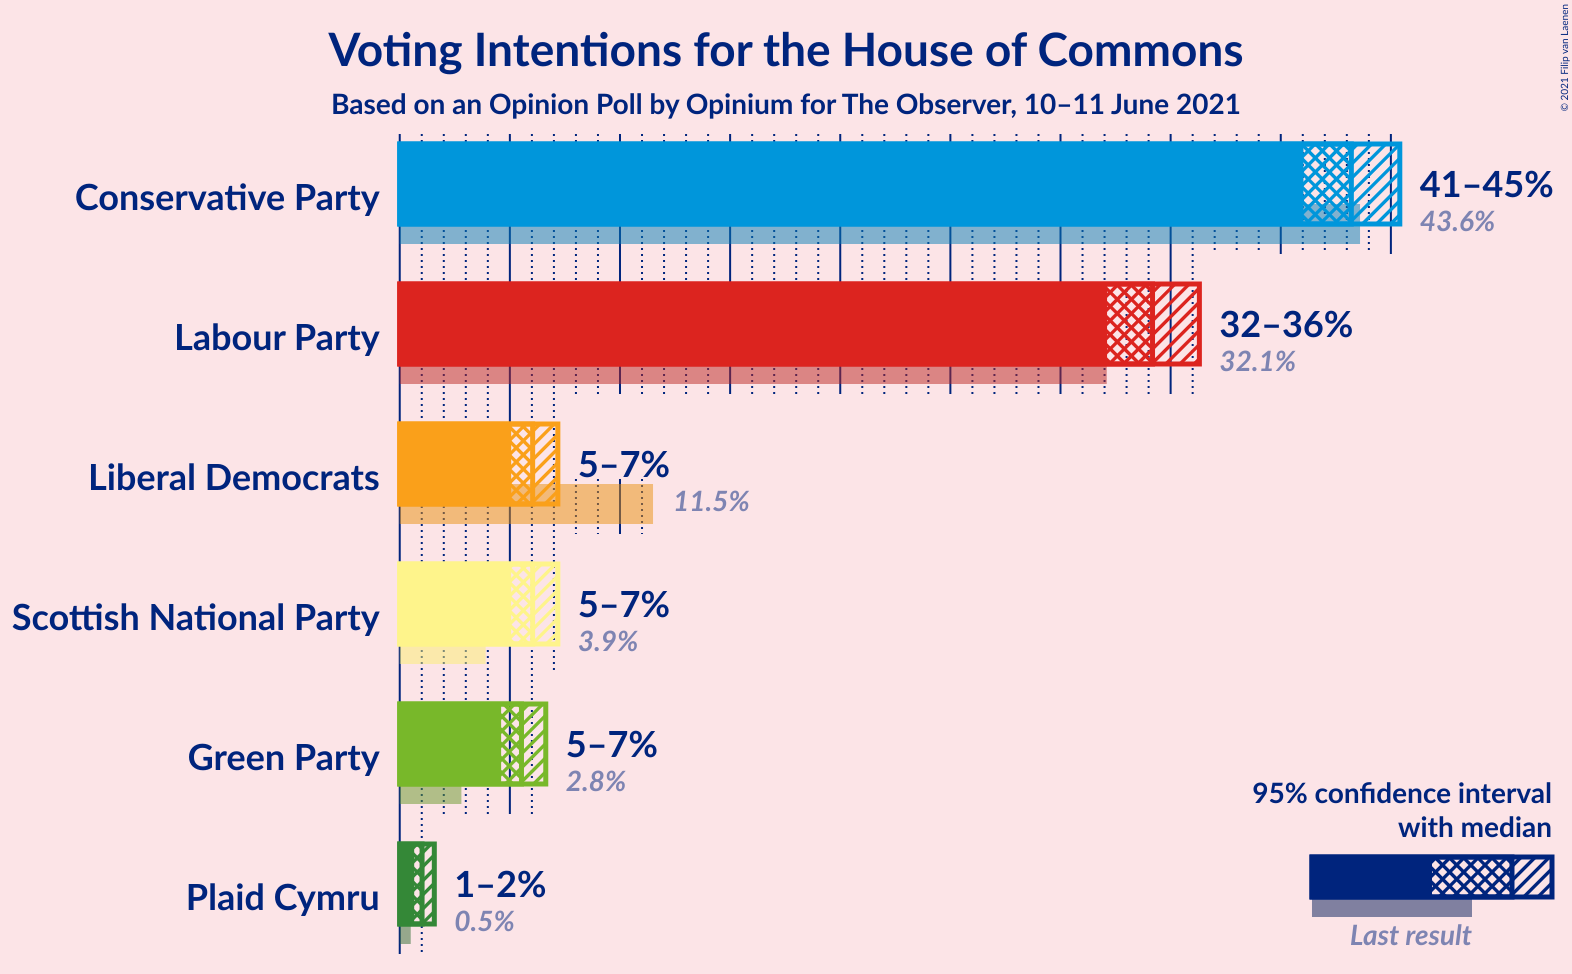 Voting Intentions for the House of Commons
Based on an Opinion Poll by Opinium for The Observer, 10–11 June 2021
© 2021 Filip van Laenen
Conservative Party
41–45%
43.6%
Labour Party
32–36%
32.1%
Liberal Democrats
5–7%
11.5%
Scottish National Party
5–7%
3.9%
Green Party
5–7%
2.8%
Plaid Cymru
1–2%
0.5%
95% confidence interval
with median
Last result